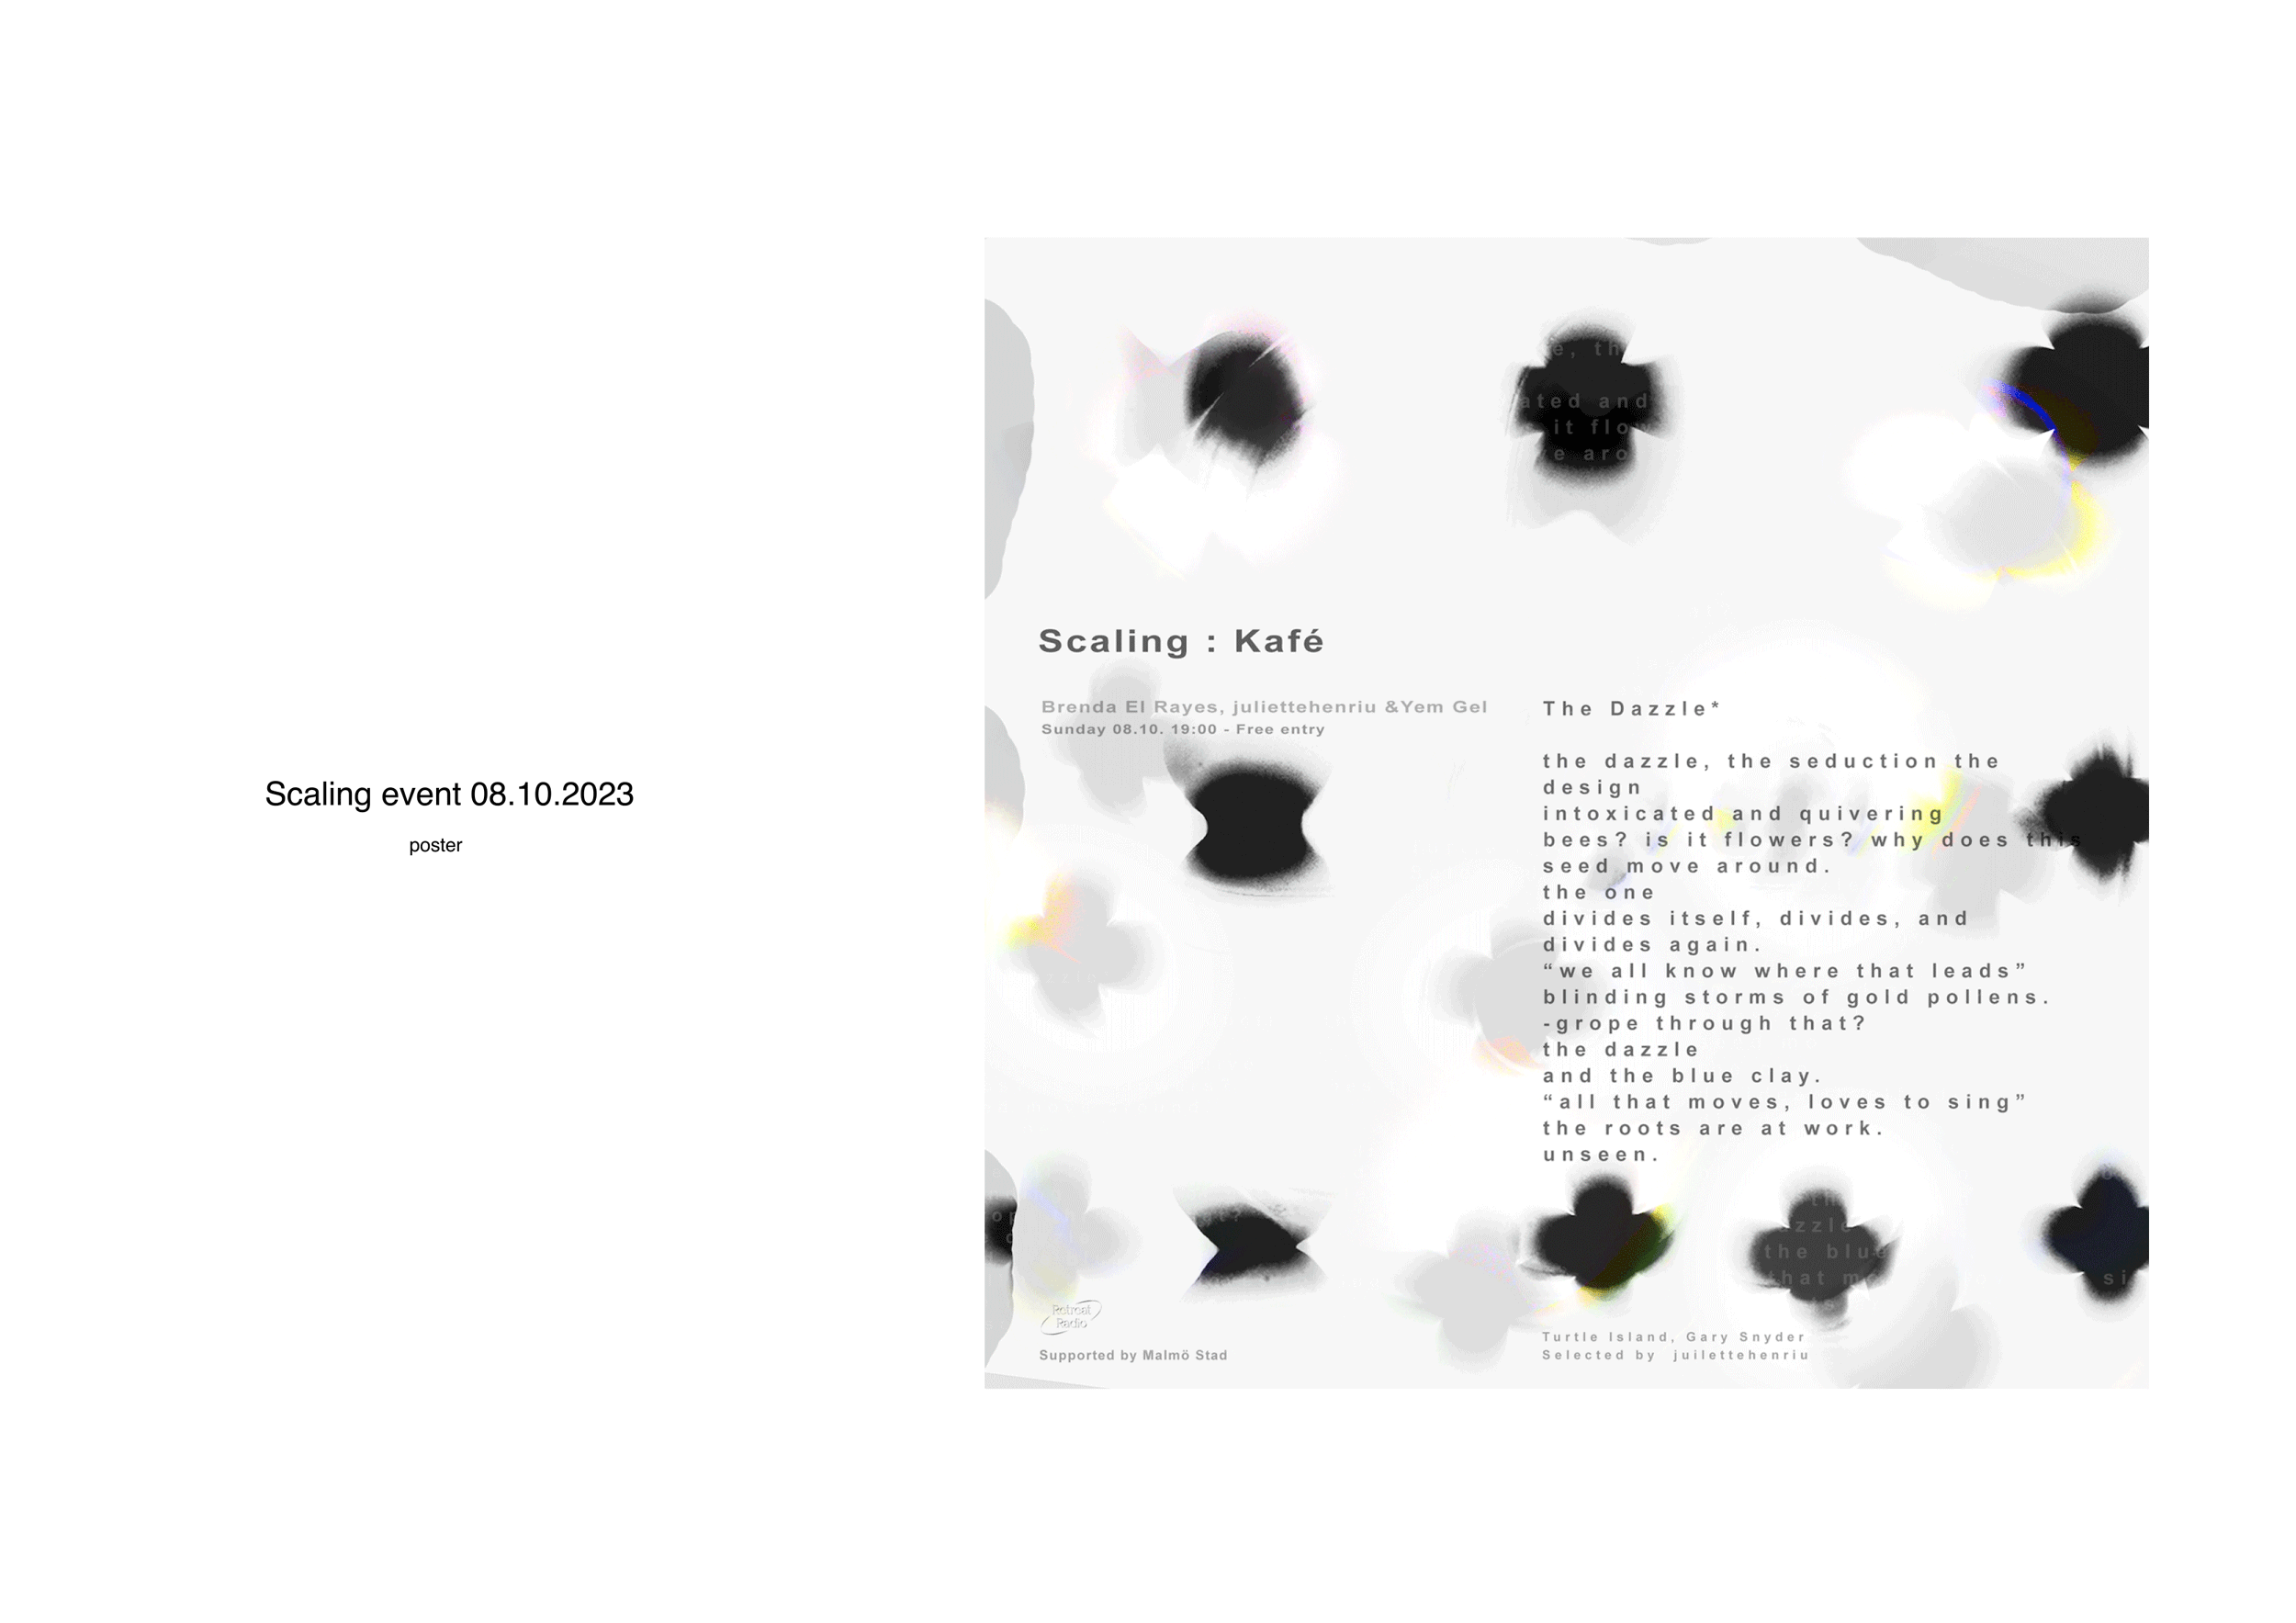 Scaling event 08.10.2023
poster
Scaling : Kafé
Brenda El Rayes, juliettehenriu &Yem Gel
Sunday 08.10. 19:00 - Free entry
The Dazzle*
the dazzle, the seduction the
design
intoxicated and quivering
bees? is it flowers? why does this
seed move around.
the one
divides itself, divides, and
divides again.
“we all know where that leads”
blinding storms of gold pollens.
-grope through that?
the dazzle
and the blue clay.
“all that moves, loves to sing”
the roots are at work.
unseen.
Retreat
Radio
Supported by Malmö Stad
Turtle Island, Gary Snyder
Selected by juilettehenriu